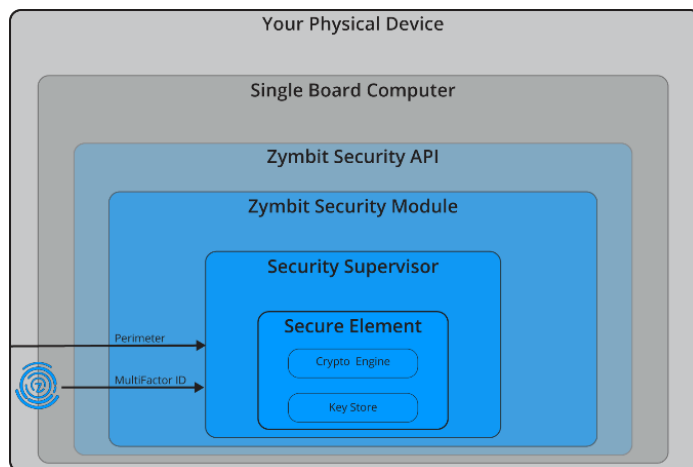 Your Physical Device
Single Board Computer
Zymbit Security API
Zymbit Security Module
Security Supervisor
Secure Element
Perimeter
Crypto Engine
MultiFactor ID
Key Store